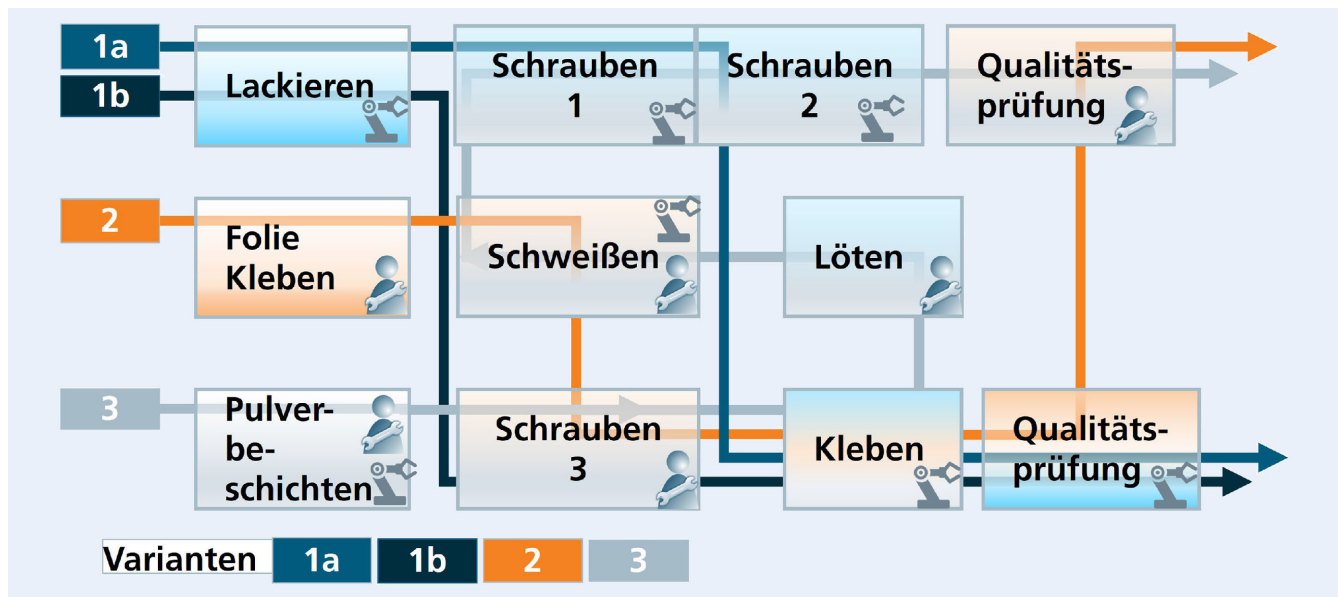 1a
1b
Lackieren
Schrauben
1
Schrauben
2
Qualitäts-
prüfung
2
Folie
Kleben
Schweißen
Löten
3
Pulver-
be-
schichten
Schrauben
3
Kleben
Qualitäts-
prüfung
Varianten
1a
1b
2
3